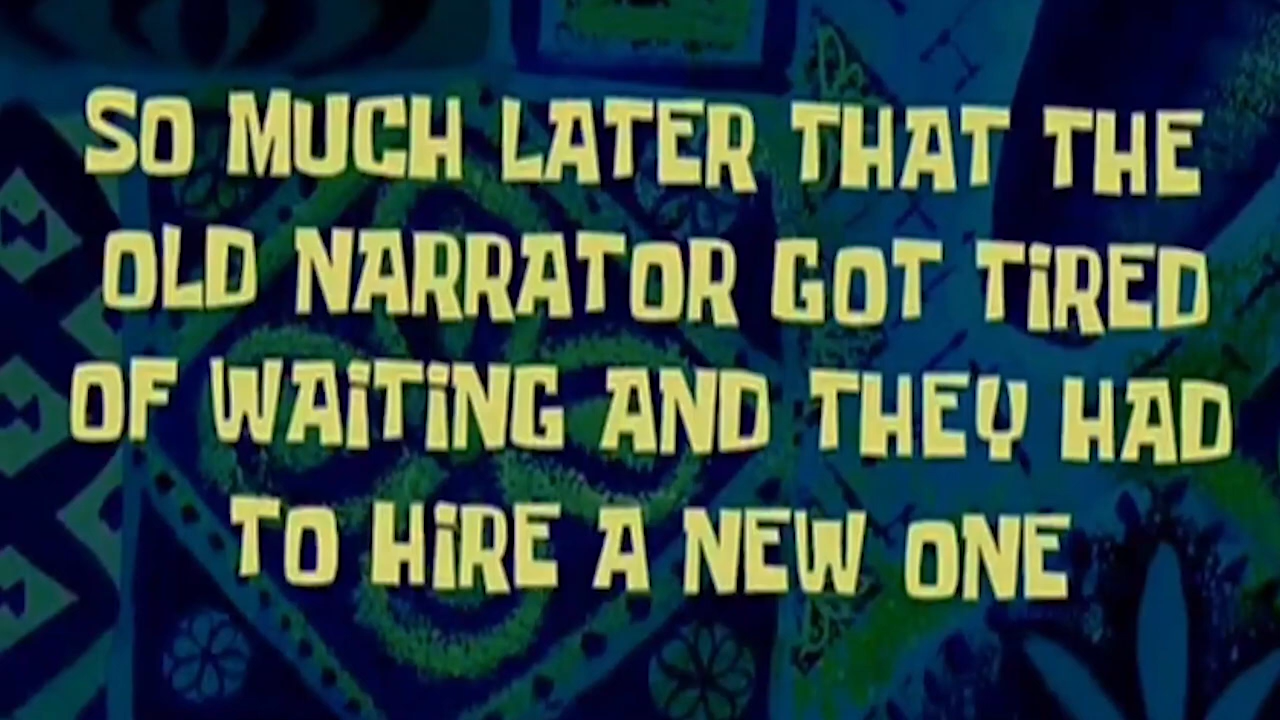 SO MUCH LATER THAT THE
OLD NARRATOR GOT TIRED
OF WAITING AND THEY HAD
TO HIRE A NEW ONE